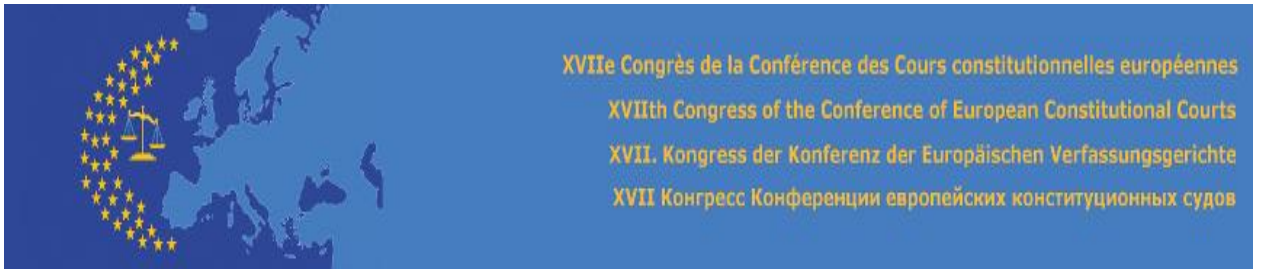 XVIIe Congrès de la Conférence des Cours constitutionnelles européennes
XVIIth Congress of the Conference of European Constitutional Courts
XVII. Kongress der Konferenz der Europäischen Verfassungsgerichte
XVII Конгресс Конференции европейских конституционных судов